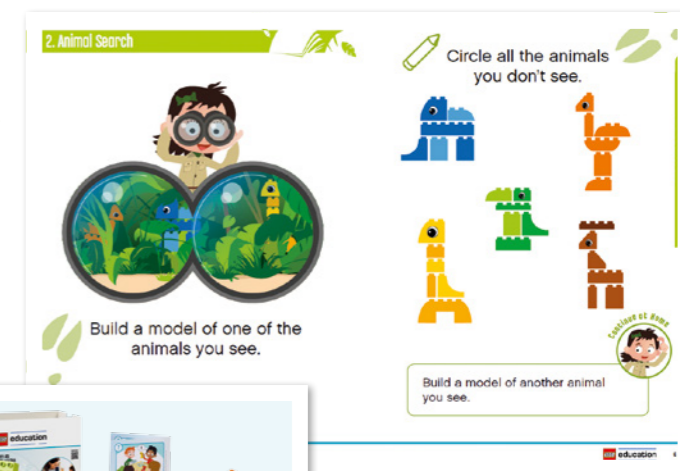 2. Animal Search
Build a model of one of the
animals you see.
Circle all the animals
you don't see.
Continue at Home
Build a model of another animal
you see.
education
education